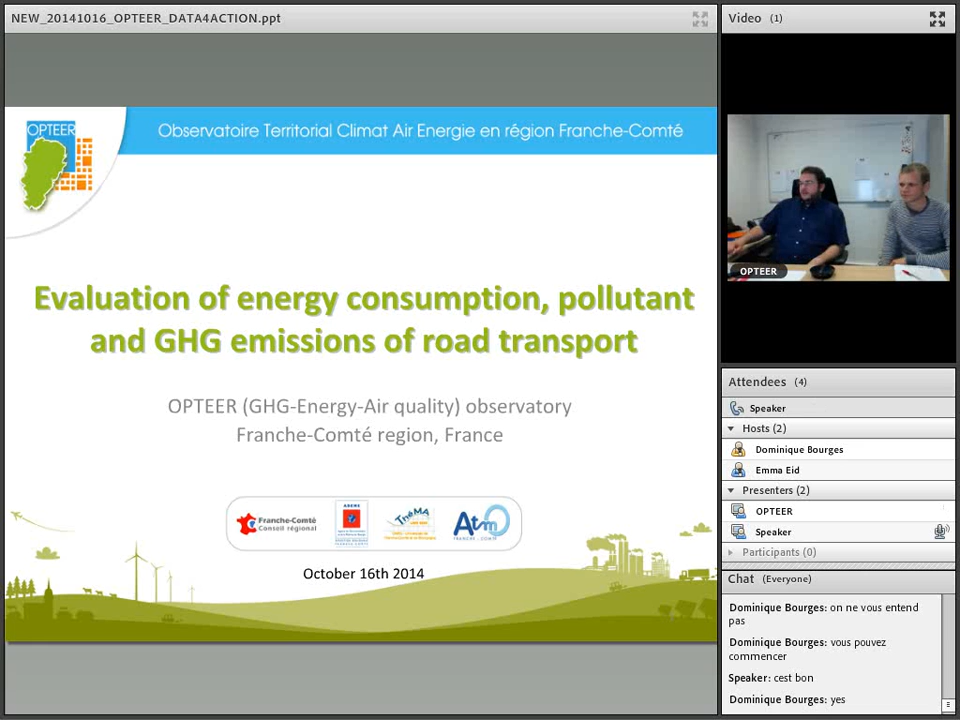 NEW_20141016_OPTEER_DATA4ACTION.ppt
OPTEER
Observatoire Territorial Climat Air Energie en région Franche-Comté
Evaluation of energy consumption, pollutant
and GHG emissions of road transport
OPTEER (GHG-Energy-Air quality) observatory
Franche-Comté region, France
Franche-Comté
Conseil régional
ADEME
ThéMA
Atmo
FRANCHE - COMTÉ
October 16th 2014
Video (1)
OPTEER
Attendees (4)
Speaker
Hosts (2)
Dominique Bourges
Emma Eid
Presenters (2)
OPTEER
Speaker
Participants (0)
Chat (Everyone)
Dominique Bourges: on ne vous entend
pas
Dominique Bourges: vous pouvez
commencer
Speaker: cest bon
Dominique Bourges: yes